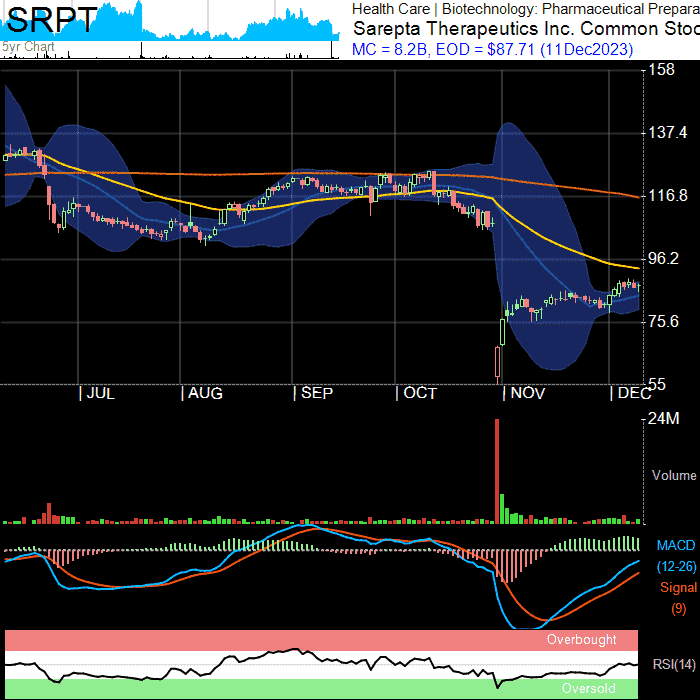 SRPT
5yr Chart
Health Care | Biotechnology: Pharmaceutical Prepara
Sarepta Therapeutics Inc. Common Stoc
MC = 8.2B, EOD = $87.71 (11Dec2023)
158
137.4
116.8
96.2
75.6
55
| JUL | AUG | SEP | OCT | NOV | DEC
24M
Volume
MACD
(12-26)
Signal
(9)
Overbought
RSI(14)
Oversold